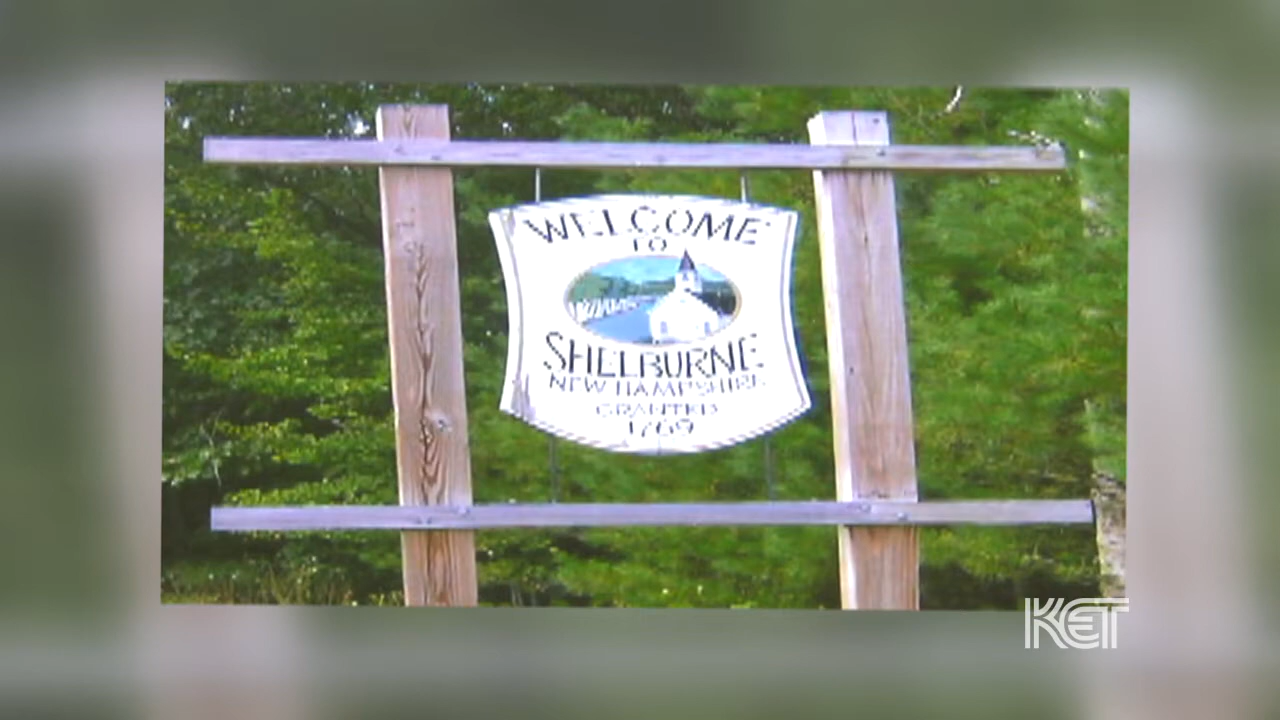 WELCOME
TO
SHELBURNE
NEW HAMPSHIRE
GRANTED
1769
KET